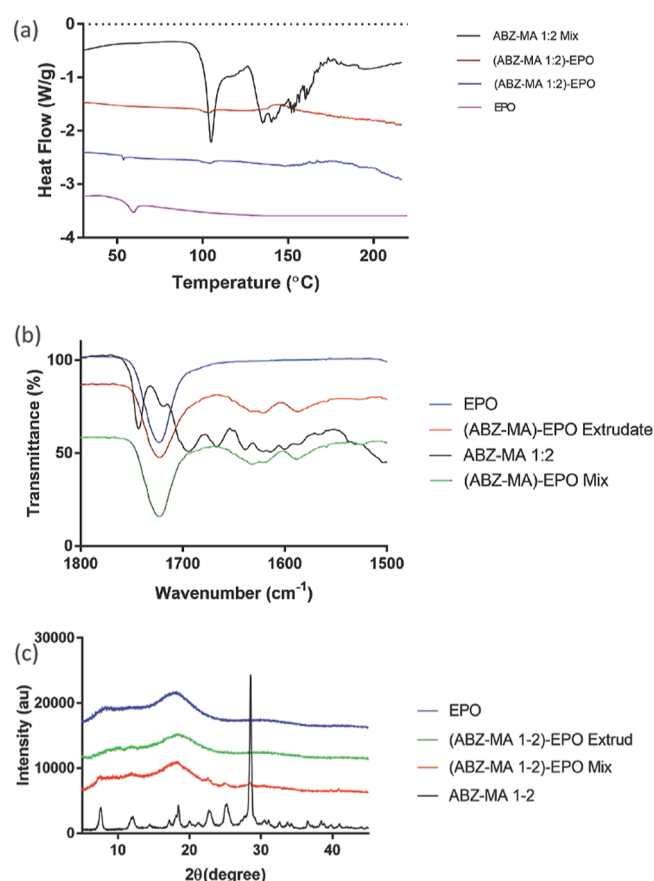 (a)
0
-1
-2
-3
-4
Heat Flow (W/g)
50
100
150
200
Temperature (°C)
ABZ-MA 1:2 Mix
(ABZ-MA 1:2)-EPO
(ABZ-MA 1:2)-EPO
EPO
(b)
100
50
0
Transmittance (%)
1800
1700
1600
1500
Wavenumber (cm⁻¹)
EPO
(ABZ-MA)-EPO Extrudate
ABZ-MA 1:2
(ABZ-MA)-EPO Mix
(c)
30000
20000
10000
0
Intensity (au)
10
20
30
40
2θ(degree)
EPO
(ABZ-MA 1-2)-EPO Extrud
(ABZ-MA 1-2)-EPO Mix
ABZ-MA 1-2